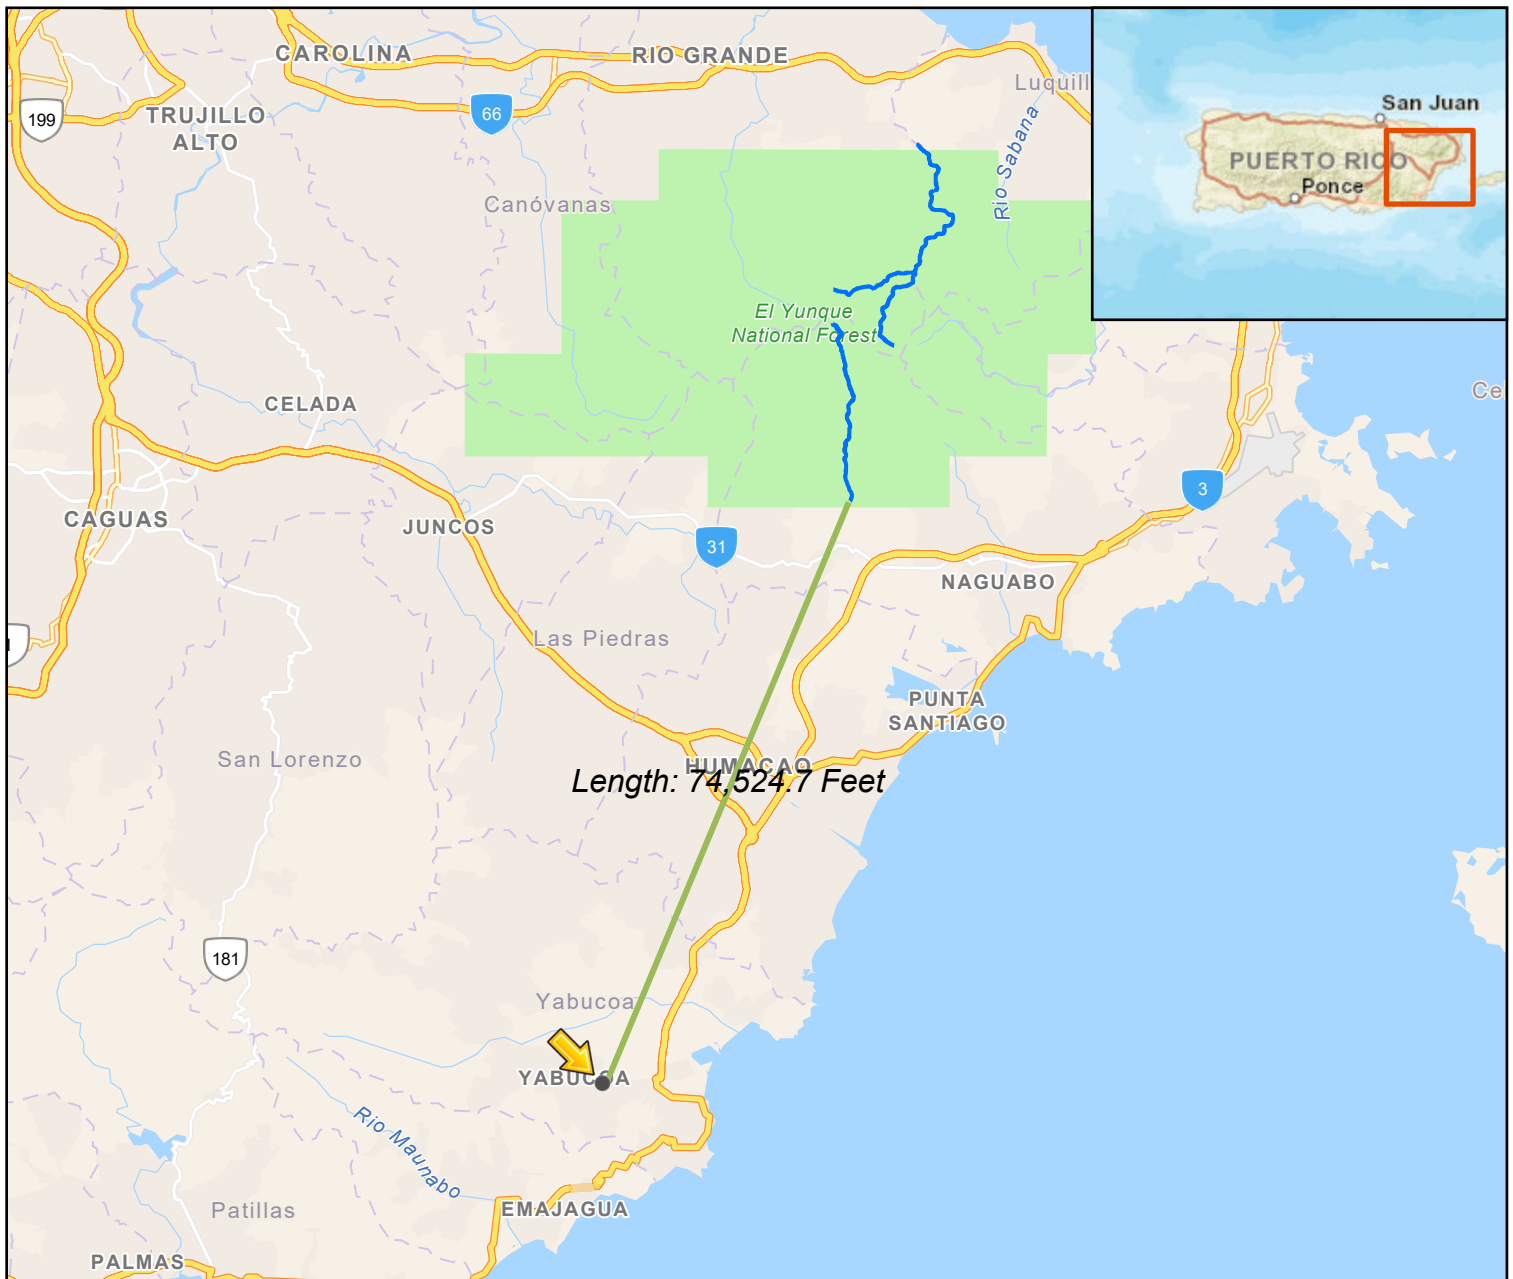 CAROLINA
RIO GRANDE
Luquill
San Juan
199
TRUJILLO
ALTO
66
Rio Sabana
PUERTO RICO
Ponce
Canóvanas
El Yunque
National Forest
CELADA
Ce
3
CAGUAS
JUNCOS
31
NAGUABO
Las Piedras
1
PUNTA
SANTIAGO
San Lorenzo
HUMACAO
Length: 74,524.7 Feet
181
Yabucoa
YABUCOA
Rio Maunabo
Patillas
EMAJAGUA
PALMAS